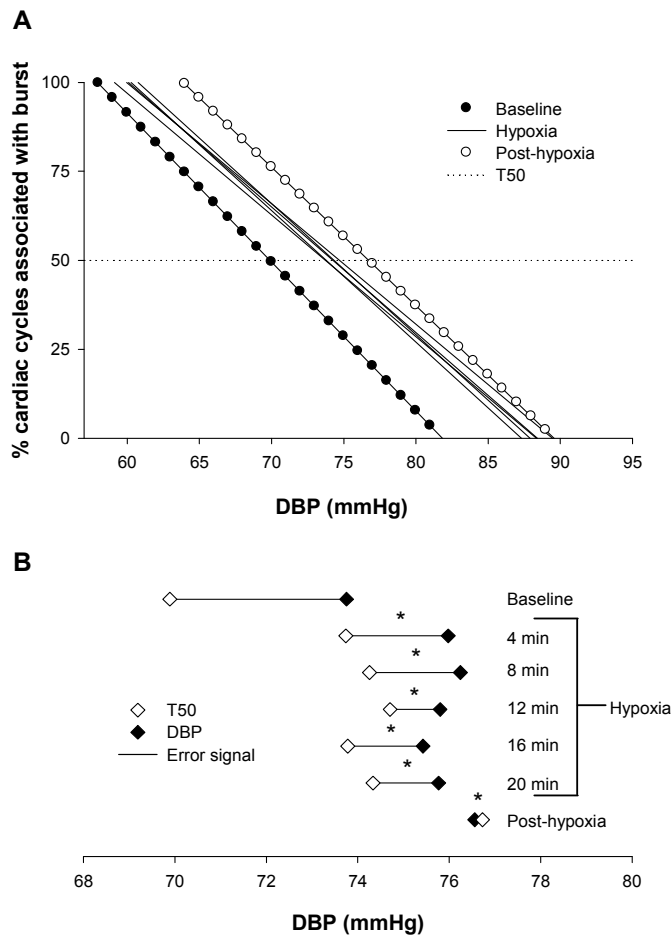 A
% cardiac cycles associated with burst
100
75
50
25
0
Baseline
Hypoxia
Post-hypoxia
T50
60 65 70 75 80 85 90 95
DBP (mmHg)
B
Baseline
*
4 min
*
8 min
*
12 min
*
16 min
*
20 min
*
Post-hypoxia
Hypoxia
T50
DBP
Error signal
68 70 72 74 76 78 80
DBP (mmHg)